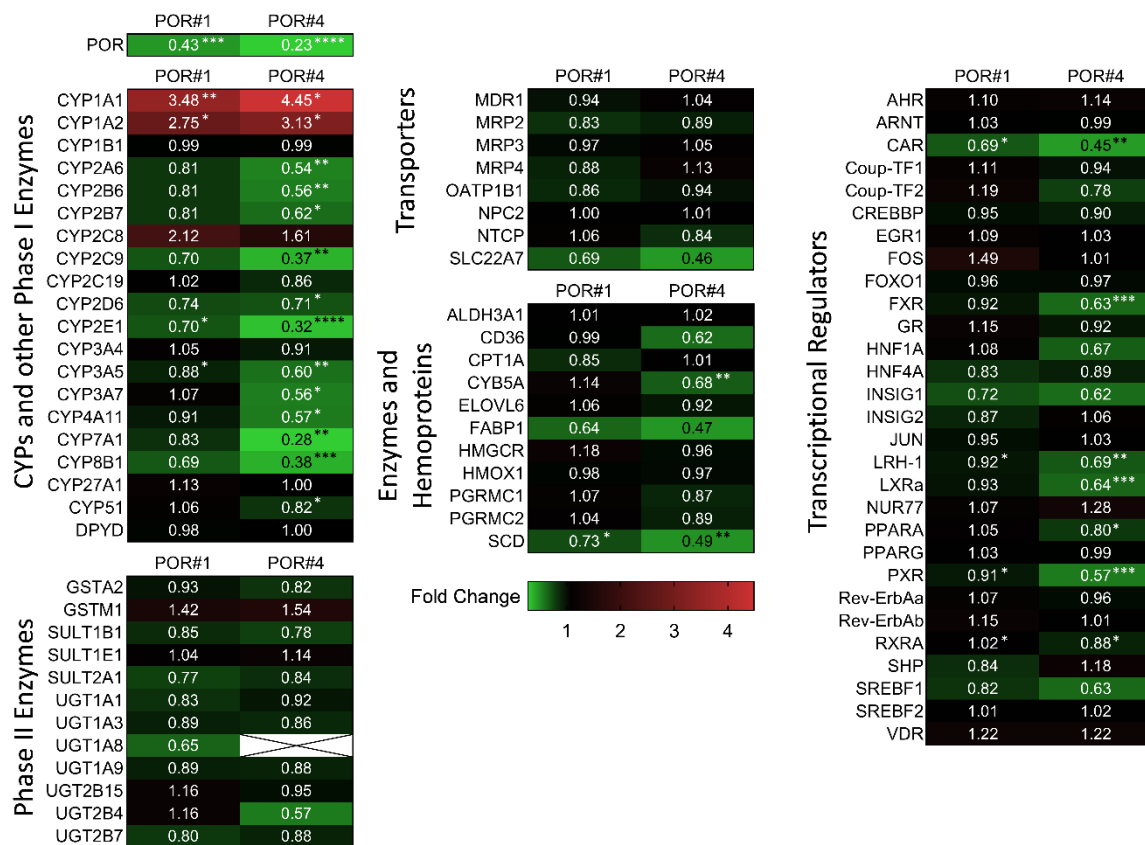 POR#1 POR#4
POR 0.43 *** 0.23 ****
CYPs and other Phase I Enzymes
POR#1 POR#4
CYP1A1 3.48 ** 4.45 *
CYP1A2 2.75 * 3.13 *
CYP1B1 0.99 0.99
CYP2A6 0.81 0.54 **
CYP2B6 0.81 0.56 **
CYP2B7 0.81 0.62 *
CYP2C8 2.12 1.61
CYP2C9 0.70 0.37 **
CYP2C19 1.02 0.86
CYP2D6 0.74 0.71 *
CYP2E1 0.70 * 0.32 ****
CYP3A4 1.05 0.91
CYP3A5 0.88 * 0.60 **
CYP3A7 1.07 0.56 *
CYP4A11 0.91 0.57 *
CYP7A1 0.83 0.28 **
CYP8B1 0.69 0.38 ***
CYP27A1 1.13 1.00
CYP51 1.06 0.82 *
DPYD 0.98 1.00
Phase II Enzymes
POR#1 POR#4
GSTA2 0.93 0.82
GSTM1 1.42 1.54
SULT1B1 0.85 0.78
SULT1E1 1.04 1.14
SULT2A1 0.77 0.84
UGT1A1 0.83 0.92
UGT1A3 0.89 0.86
UGT1A8 0.65
UGT1A9 0.89 0.88
UGT2B15 1.16 0.95
UGT2B4 1.16 0.57
UGT2B7 0.80 0.88
Transporters
POR#1 POR#4
MDR1 0.94 1.04
MRP2 0.83 0.89
MRP3 0.97 1.05
MRP4 0.88 1.13
OATP1B1 0.86 0.94
NPC2 1.00 1.01
NTCP 1.06 0.84
SLC22A7 0.69 0.46
Enzymes and
Hemoproteins
POR#1 POR#4
ALDH3A1 1.01 1.02
CD36 0.99 0.62
CPT1A 0.85 1.01
CYB5A 1.14 0.68 **
ELOVL6 1.06 0.92
FABP1 0.64 0.47
HMGCR 1.18 0.96
HMOX1 0.98 0.97
PGRMC1 1.07 0.87
PGRMC2 1.04 0.89
SCD 0.73 * 0.49 **
Fold Change
1 2 3 4
Transcriptional Regulators
POR#1 POR#4
AHR 1.10 1.14
ARNT 1.03 0.99
CAR 0.69 * 0.45 **
Coup-TF1 1.11 0.94
Coup-TF2 1.19 0.78
CREBBP 0.95 0.90
EGR1 1.09 1.03
FOS 1.49 1.01
FOXO1 0.96 0.97
FXR 0.92 0.63 ***
GR 1.15 0.92
HNF1A 1.08 0.67
HNF4A 0.83 0.89
INSIG1 0.72 0.62
INSIG2 0.87 1.06
JUN 0.95 1.03
LRH-1 0.92 * 0.69 **
LXRa 0.93 0.64 ***
NUR77 1.07 1.28
PPARA 1.05 0.80 *
PPARG 1.03 0.99
PXR 0.91 * 0.57 ***
Rev-ErbAa 1.07 0.96
Rev-ErbAb 1.15 1.01
RXRA 1.02 * 0.88 *
SHP 0.84 1.18
SREBF1 0.82 0.63
SREBF2 1.01 1.02
VDR 1.22 1.22